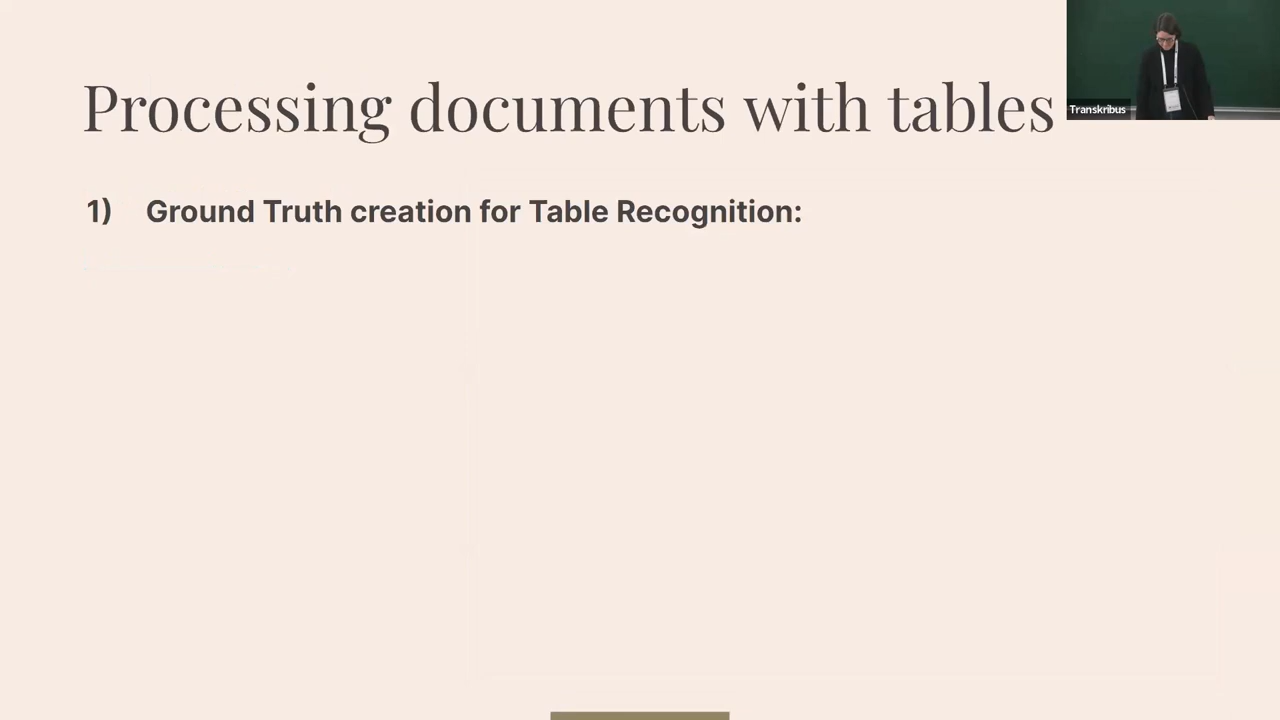 Processing documents with tables
Transkribus
1) Ground Truth creation for Table Recognition: